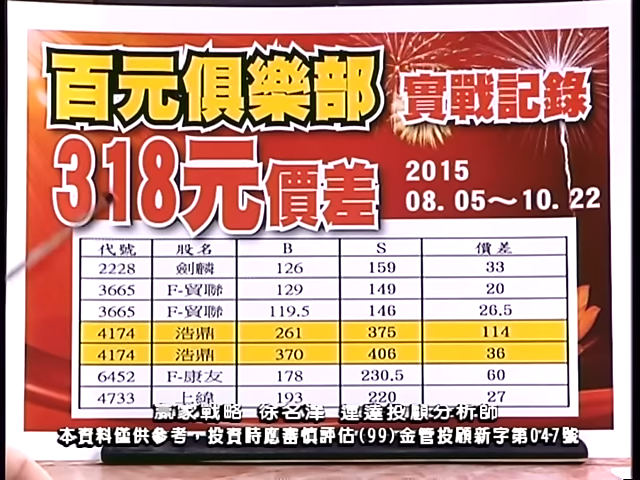 百元俱樂部 實戰記錄
318元價差
2015
08. 05～10. 22
代號 股名 B S 價差
2228 劍麟 126 159 33
3665 F-貿聯 129 149 20
3665 F-貿聯 119.5 146 26.5
4174 浩鼎 261 375 114
4174 浩鼎 370 406 36
6452 F-康友 178 230.5 60
4733 上緯 193 220 27
贏家戰略 徐名洋 運達投顧分析師
本資料僅供參考，投資時應審慎評估(99)金管投顧新字第047號